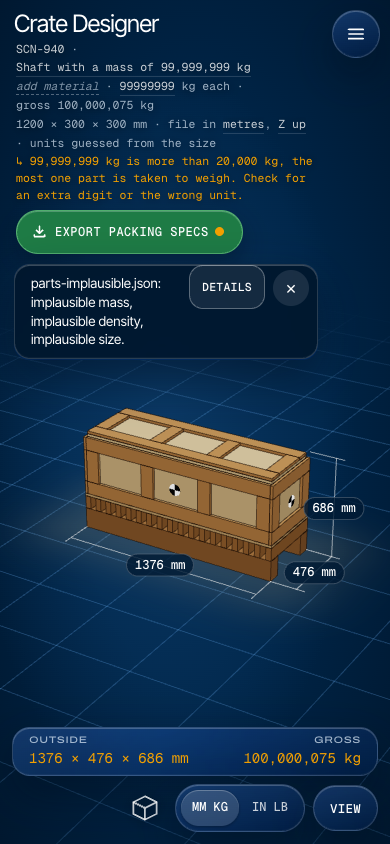 Crate Designer
SCN-940 ·
Shaft with a mass of 99,999,999 kg
add material · 99999999 kg each ·
gross 100,000,075 kg
1200 × 300 × 300 mm · file in metres, Z up
· units guessed from the size
↳ 99,999,999 kg is more than 20,000 kg, the
most one part is taken to weigh. Check for
an extra digit or the wrong unit.
EXPORT PACKING SPECS
parts-implausible.json:
implausible mass,
implausible density,
implausible size.
DETAILS
×
686 mm
1376 mm
476 mm
OUTSIDE
GROSS
1376 × 476 × 686 mm
100,000,075 kg
MM KG
IN LB
VIEW